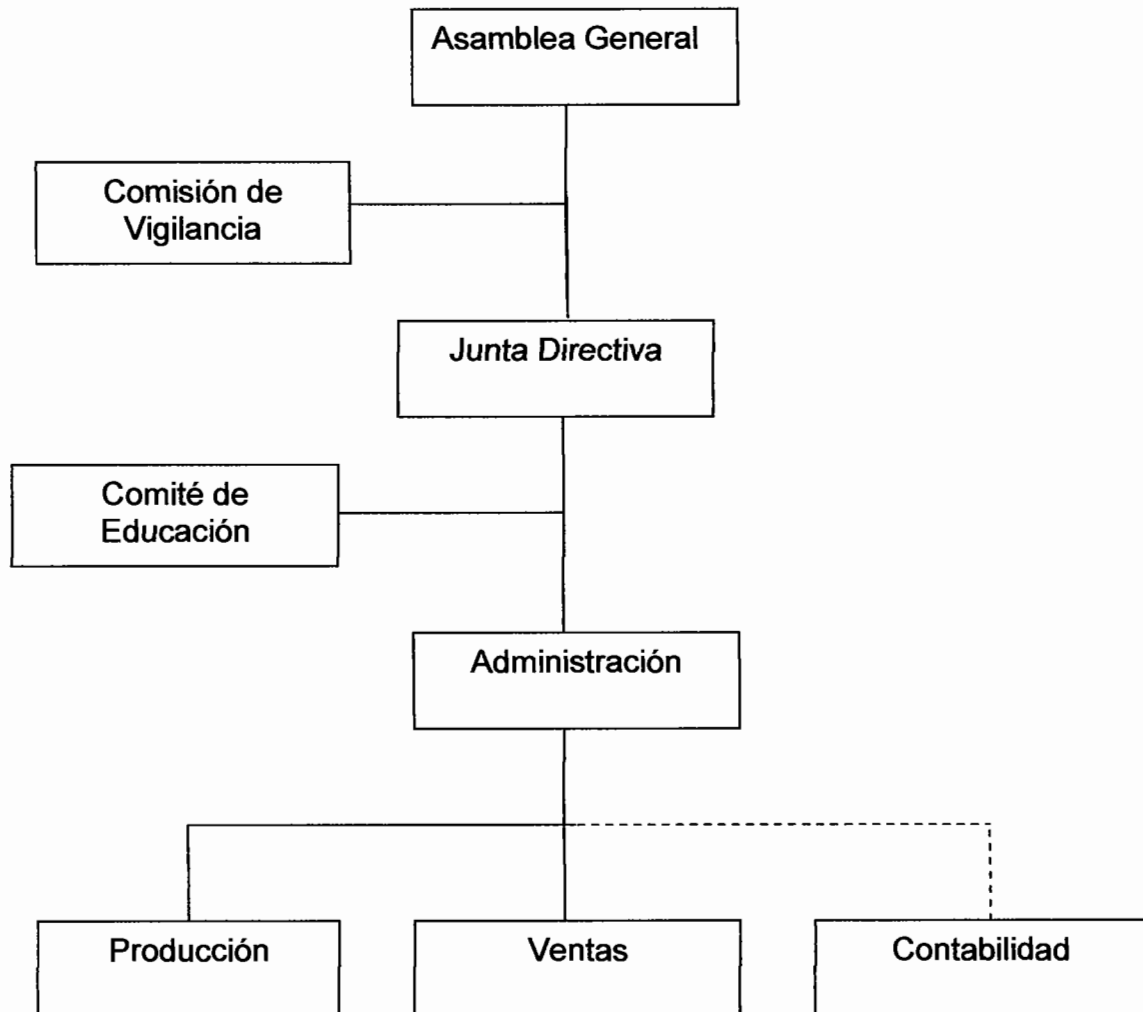 Asamblea General
Comisión de
Vigilancia
Junta Directiva
Comité de
Educación
Administración
Producción
Ventas
Contabilidad